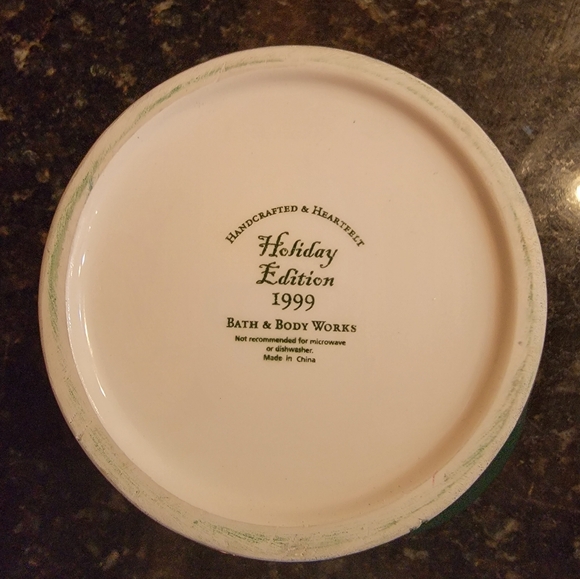 HANDCRAFTED & HEARTFELT
Holiday
Edition
1999
BATH & BODY WORKS
Not recommended for microwave
or dishwasher.
Made in China